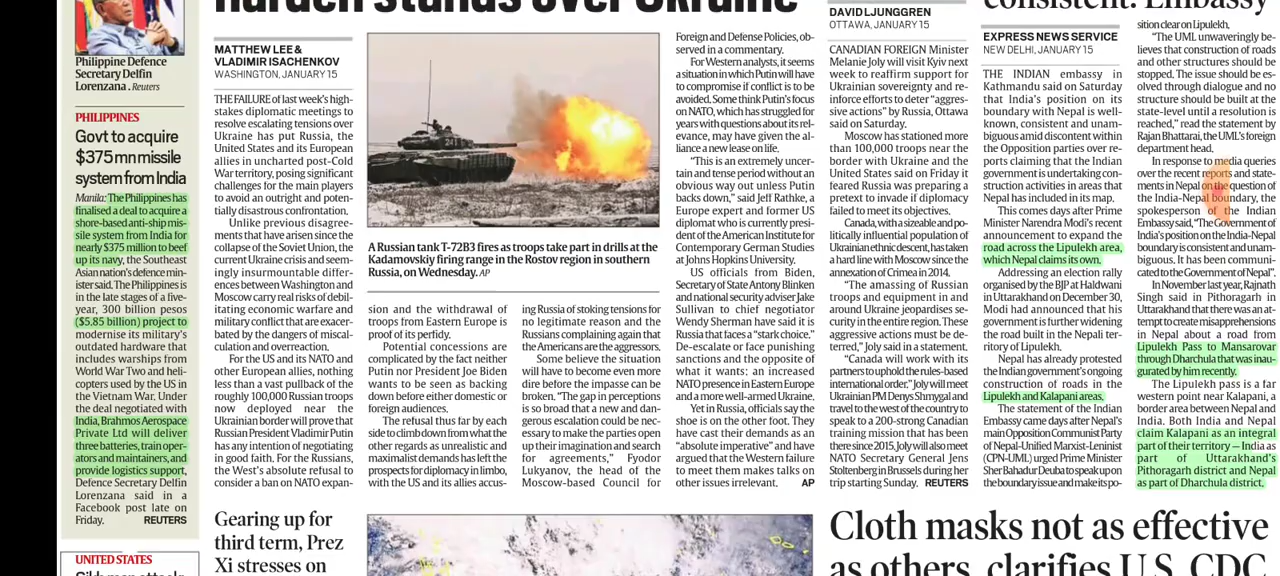 harden stands over Ukraine
consistent: Embassy
Philippine Defence
Secretary Delfin
Lorenzana . Reuters
PHILIPPINES
Govt to acquire
$375 mn missile
system from India
Manila: The Philippines has
finalised a deal to acquire a
shore-based anti-ship mis-
sile system from India for
nearly $375 million to beef
up its navy, the Southeast
Asian nation's defence min-
ister said. The Philippines is
in the late stages of a five-
year, 300 billion pesos
($5.85 billion) project to
modernise its military's
outdated hardware that
includes warships from
World War Two and heli-
copters used by the US in
the Vietnam War. Under
the deal negotiated with
India, Brahmos Aerospace
Private Ltd will deliver
three batteries, train oper-
ators and maintainers, and
provide logistics support,
Defence Secretary Delfin
Lorenzana said in a
Facebook post late on
Friday. REUTERS
UNITED STATES
MATTHEW LEE &
VLADIMIR ISACHENKOV
WASHINGTON, JANUARY 15
THE FAILURE of last week's high-
stakes diplomatic meetings to
resolve escalating tensions over
Ukraine has put Russia, the
United States and its European
allies in uncharted post-Cold
War territory, posing significant
challenges for the main players
to avoid an outright and poten-
tially disastrous confrontation.
Unlike previous disagree-
ments that have arisen since the
collapse of the Soviet Union, the
current Ukraine crisis and seem-
ingly insurmountable differ-
ences between Washington and
Moscow carry real risks of debil-
itating economic warfare and
military conflict that are exacer-
bated by the dangers of miscal-
culation and overreaction.
For the US and its NATO and
other European allies, nothing
less than a vast pullback of the
roughly 100,000 Russian troops
now deployed near the
Ukrainian border will prove that
Russian President Vladimir Putin
has any intention of negotiating
in good faith. For the Russians,
the West's absolute refusal to
consider a ban on NATO expan-
A Russian tank T-72B3 fires as troops take part in drills at the
Kadamovskiy firing range in the Rostov region in southern
Russia, on Wednesday. AP
sion and the withdrawal of
troops from Eastern Europe is
proof of its perfidy.
Potential concessions are
complicated by the fact neither
Putin nor President Joe Biden
wants to be seen as backing
down before either domestic or
foreign audiences.
The refusal thus far by each
side to climb down from what the
other regards as unrealistic and
maximalist demands has left the
prospects for diplomacy in limbo,
with the US and its allies accus-
ing Russia of stoking tensions for
no legitimate reason and the
Russians complaining again that
the Americans are the aggressors.
Some believe the situation
will have to become even more
dire before the impasse can be
broken. "The gap in perceptions
is so broad that a new and dan-
gerous escalation could be nec-
essary to make the parties open
up their imagination and search
for agreements," Fyodor
Lukyanov, the head of the
Moscow-based Council for
Foreign and Defense Policies, ob-
served in a commentary.
For Western analysts, it seems
a situation in which Putin will have
to compromise if conflict is to be
avoided. Some think Putin's focus
on NATO, which has struggled for
years with questions about its rel-
evance, may have given the al-
liance a new lease on life.
"This is an extremely uncer-
tain and tense period without an
obvious way out unless Putin
backs down," said Jeff Rathke, a
Europe expert and former US
diplomat who is currently presi-
dent of the American Institute for
Contemporary German Studies
at Johns Hopkins University.
US officials from Biden,
Secretary of State Antony Blinken
and national security adviser Jake
Sullivan to chief negotiator
Wendy Sherman have said it is
Russia that faces a "stark choice."
De-escalate or face punishing
sanctions and the opposite of
what it wants: an increased
NATO presence in Eastern Europe
and a more well-armed Ukraine.
Yet in Russia, officials say the
shoe is on the other foot. They
have cast their demands as an
"absolute imperative" and have
argued that the Western failure
to meet them makes talks on
other issues irrelevant. AP
DAVID LJUNGGREN
OTTAWA, JANUARY 15
CANADIAN FOREIGN Minister
Melanie Joly will visit Kyiv next
week to reaffirm support for
Ukrainian sovereignty and re-
inforce efforts to deter "aggres-
sive actions" by Russia, Ottawa
said on Saturday.
Moscow has stationed more
than 100,000 troops near the
border with Ukraine and the
United States said on Friday it
feared Russia was preparing a
pretext to invade if diplomacy
failed to meet its objectives.
Canada, with a sizeable and po-
litically influential population of
Ukrainian ethnic descent, has taken
a hard line with Moscow since the
annexation of Crimea in 2014.
"The amassing of Russian
troops and equipment in and
around Ukraine jeopardises se-
curity in the entire region. These
aggressive actions must be de-
terred," Joly said in a statement.
"Canada will work with its
partners to uphold the rules-based
international order." Joly will meet
Ukrainian PM Denys Shmygal and
travel to the west of the country to
speak to a 200-strong Canadian
training mission that has been
there since 2015. Joly will also meet
NATO Secretary General Jens
Stoltenberg in Brussels during her
trip starting Sunday. REUTERS
EXPRESS NEWS SERVICE
NEW DELHI, JANUARY 15
THE INDIAN embassy in
Kathmandu said on Saturday
that India's position on its
boundary with Nepal is well-
known, consistent and unam-
biguous amid discontent within
the Opposition parties over re-
ports claiming that the Indian
government is undertaking con-
struction activities in areas that
Nepal has included in its map.
This comes days after Prime
Minister Narendra Modi's recent
announcement to expand the
road across the Lipulekh area,
which Nepal claims its own.
Addressing an election rally
organised by the BJP at Haldwani
in Uttarakhand on December 30,
Modi had announced that his
government is further widening
the road built in the Nepali ter-
ritory of Lipulekh.
Nepal has already protested
the Indian government's ongoing
construction of roads in the
Lipulekh and Kalapani areas.
The statement of the Indian
Embassy came days after Nepal's
main Opposition Communist Party
of Nepal-Unified Marxist-Leninist
(CPN-UML) urged Prime Minister
Sher Bahadur Deuba to speak upon
the boundary issue and make its po-
sition clear on Lipulekh.
"The UML unwaveringly be-
lieves that construction of roads
and other structures should be
stopped. The issue should be es-
olved through dialogue and no
structure should be built at the
state-level until a resolution is
reached," read the statement by
Rajan Bhattarai, the UML's foreign
department head.
In response to media queries
over the recent reports and state-
ments in Nepal on the question of
the India-Nepal boundary, the
spokesperson of the Indian
Embassy said, "The Government of
India's position on the India-Nepal
boundary is consistent and unam-
biguous. It has been communi-
cated to the Government of Nepal".
In November last year, Rajnath
Singh said in Pithoragarh in
Uttarakhand that there was an at-
tempt to create misapprehensions
in Nepal about a road from
Lipulekh Pass to Mansarovar
through Dharchula that was inau-
gurated by him recently.
The Lipulekh pass is a far
western point near Kalapani, a
border area between Nepal and
India. Both India and Nepal
claim Kalapani as an integral
part of their territory — India as
part of Uttarakhand's
Pithoragarh district and Nepal
as part of Dharchula district.
Gearing up for
third term, Prez
Xi stresses on
Cloth masks not as effective
as others, clarifies U.S. CDC